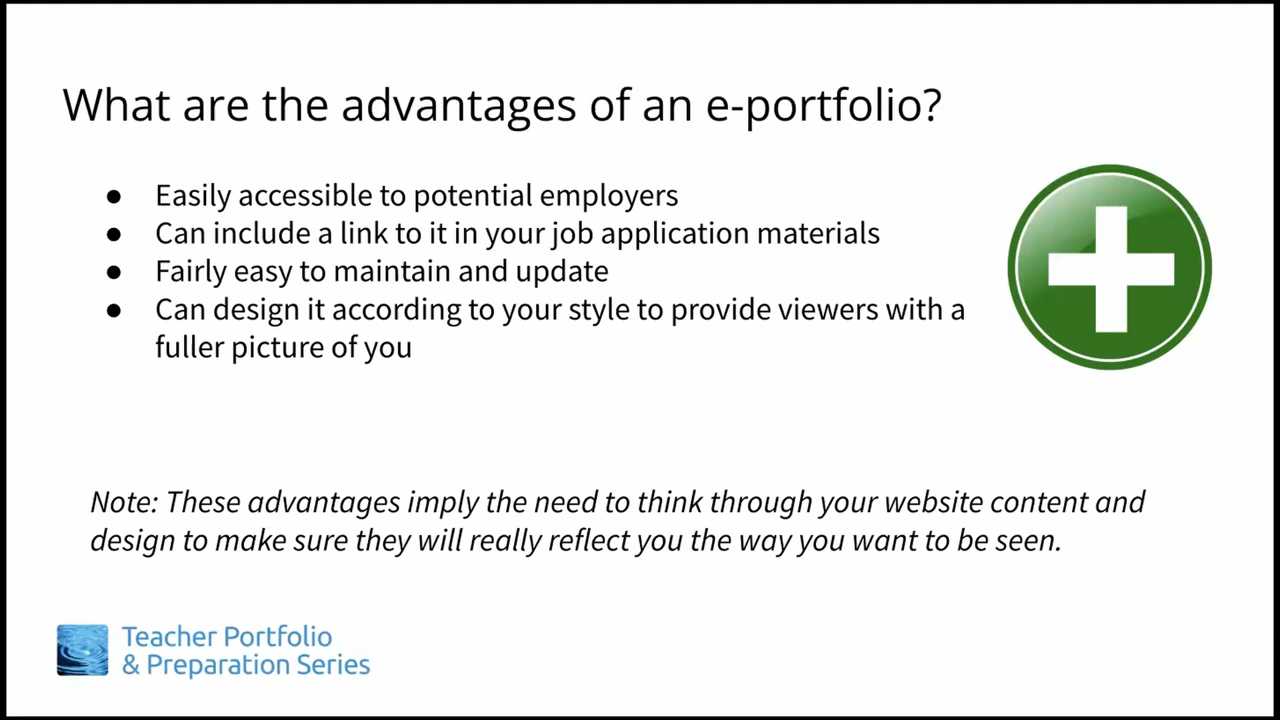 What are the advantages of an e-portfolio?
● Easily accessible to potential employers
● Can include a link to it in your job application materials
● Fairly easy to maintain and update
● Can design it according to your style to provide viewers with a
fuller picture of you
Note: These advantages imply the need to think through your website content and
design to make sure they will really reflect you the way you want to be seen.
Teacher Portfolio
& Preparation Series